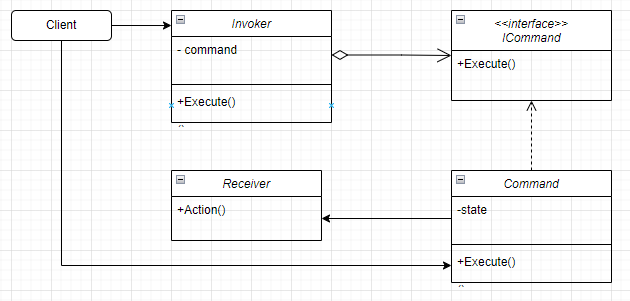 Client
Invoker
- command
+Execute()
<<interface>>
ICommand
+Execute()
Receiver
+Action()
Command
-state
+Execute()